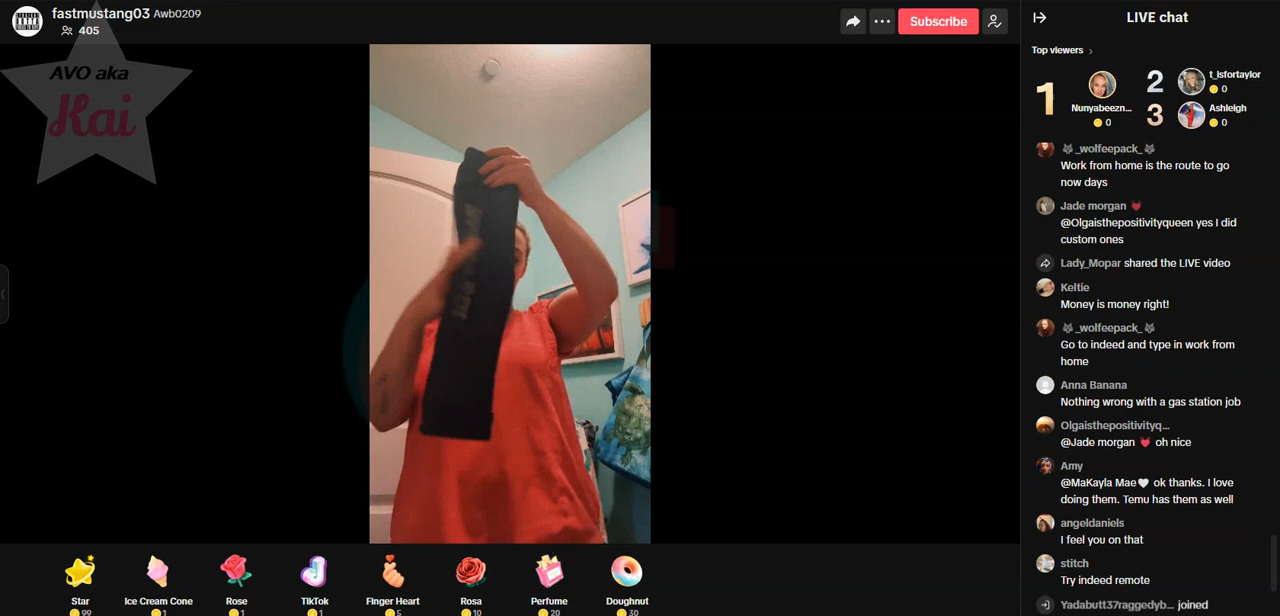 fastmustang03 Awb0209
405
AVO aka
Kai
Subscribe
LIVE chat
Top viewers
1
Nunyabeezn...
0
2
t_lsfortaylor
0
3
Ashleigh
0
_wolfeepack_
Work from home is the route to go
now days
Jade morgan
@Olgaisthepositivityqueen yes I did
custom ones
Lady_Mopar shared the LIVE video
Keltie
Money is money right!
_wolfeepack_
Go to indeed and type in work from
home
Anna Banana
Nothing wrong with a gas station job
Olgaisthepositivityq...
@Jade morgan 💓 oh nice
Amy
@MaKayla Mae🤍 ok thanks. I love
doing them. Temu has them as well
angeldaniels
I feel you on that
stitch
Try indeed remote
Yadabutt37raggedyb... joined
Star
99
Ice Cream Cone
1
Rose
1
TikTok
1
Finger Heart
5
Rosa
10
Perfume
20
Doughnut
30